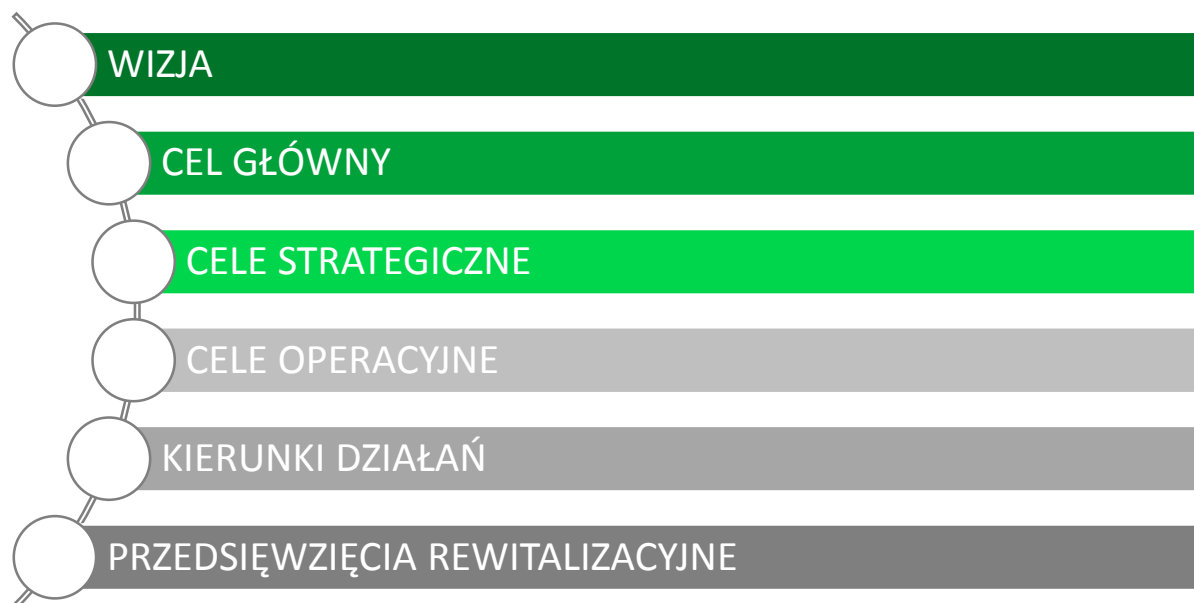 WIZJA
CEL GŁÓWNY
CELE STRATEGICZNE
CELE OPERACYJNE
KIERUNKI DZIAŁAŃ
PRZEDSIĘWZIĘCIA REWITALIZACYJNE